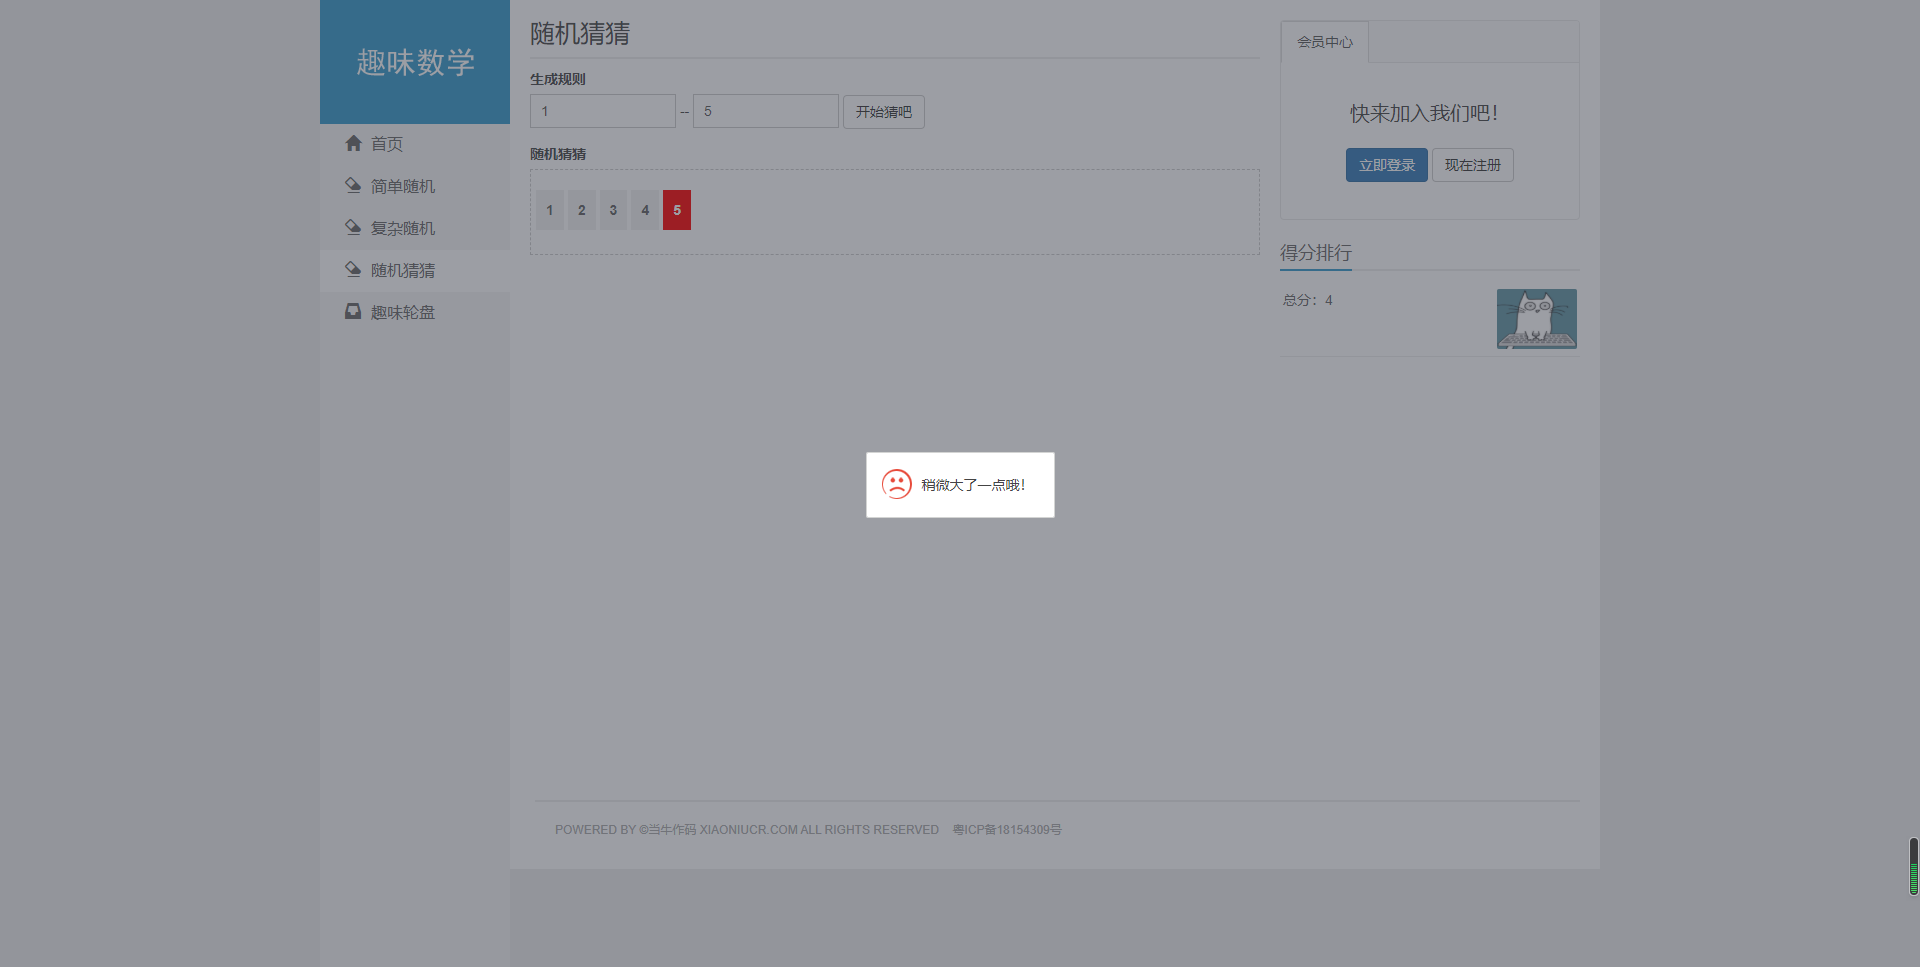 趣味数学
首页
简单随机
复杂随机
随机猜猜
趣味轮盘
随机猜猜
生成规则
1 -- 5 开始猜吧
随机猜猜
1 2 3 4 5
会员中心
快来加入我们吧！
立即登录 现在注册
得分排行
总分：4
稍微大了一点哦！
POWERED BY ©当牛作码 XIAONIUCR.COM ALL RIGHTS RESERVED 粤ICP备18154309号